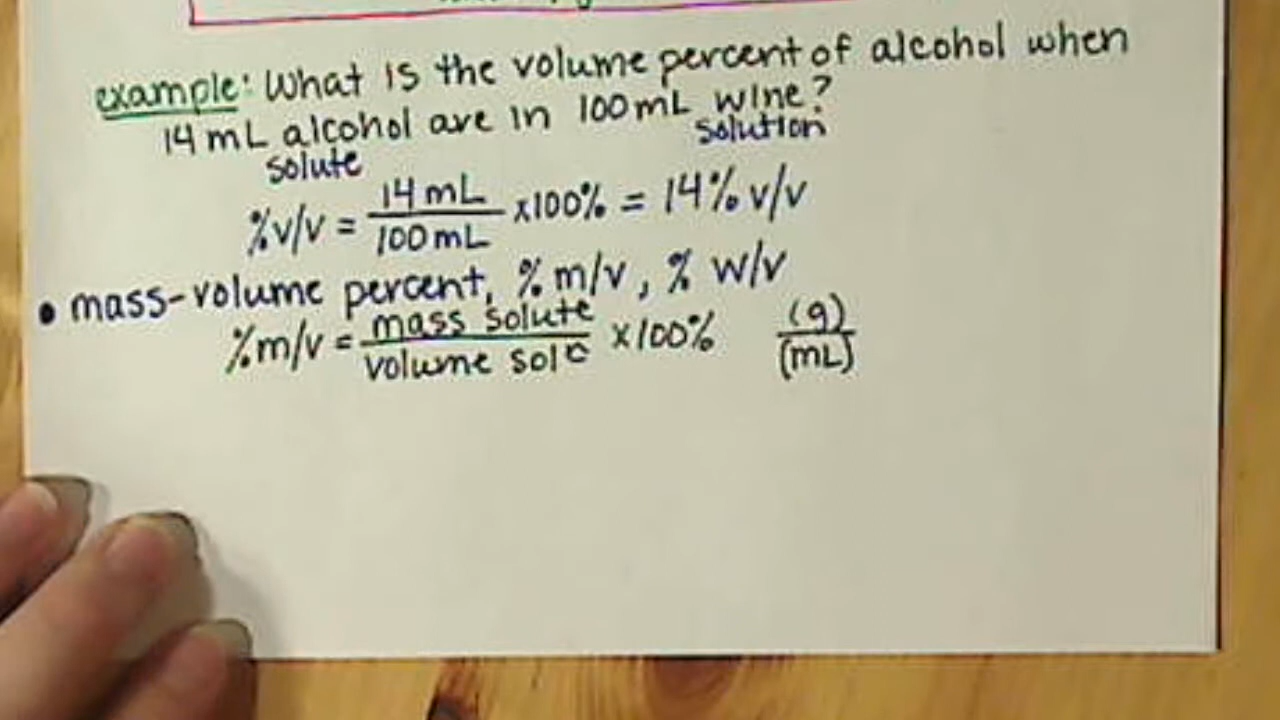 example: What is the volume percent of alcohol when
14 mL alcohol are in 100 mL wine?
solute solution
%v/v = 14 mL / 100 mL x100% = 14% v/v
• mass-volume percent, % m/v, % w/v
%m/v = mass solute / volume solⁿ x100% (g) / (mL)